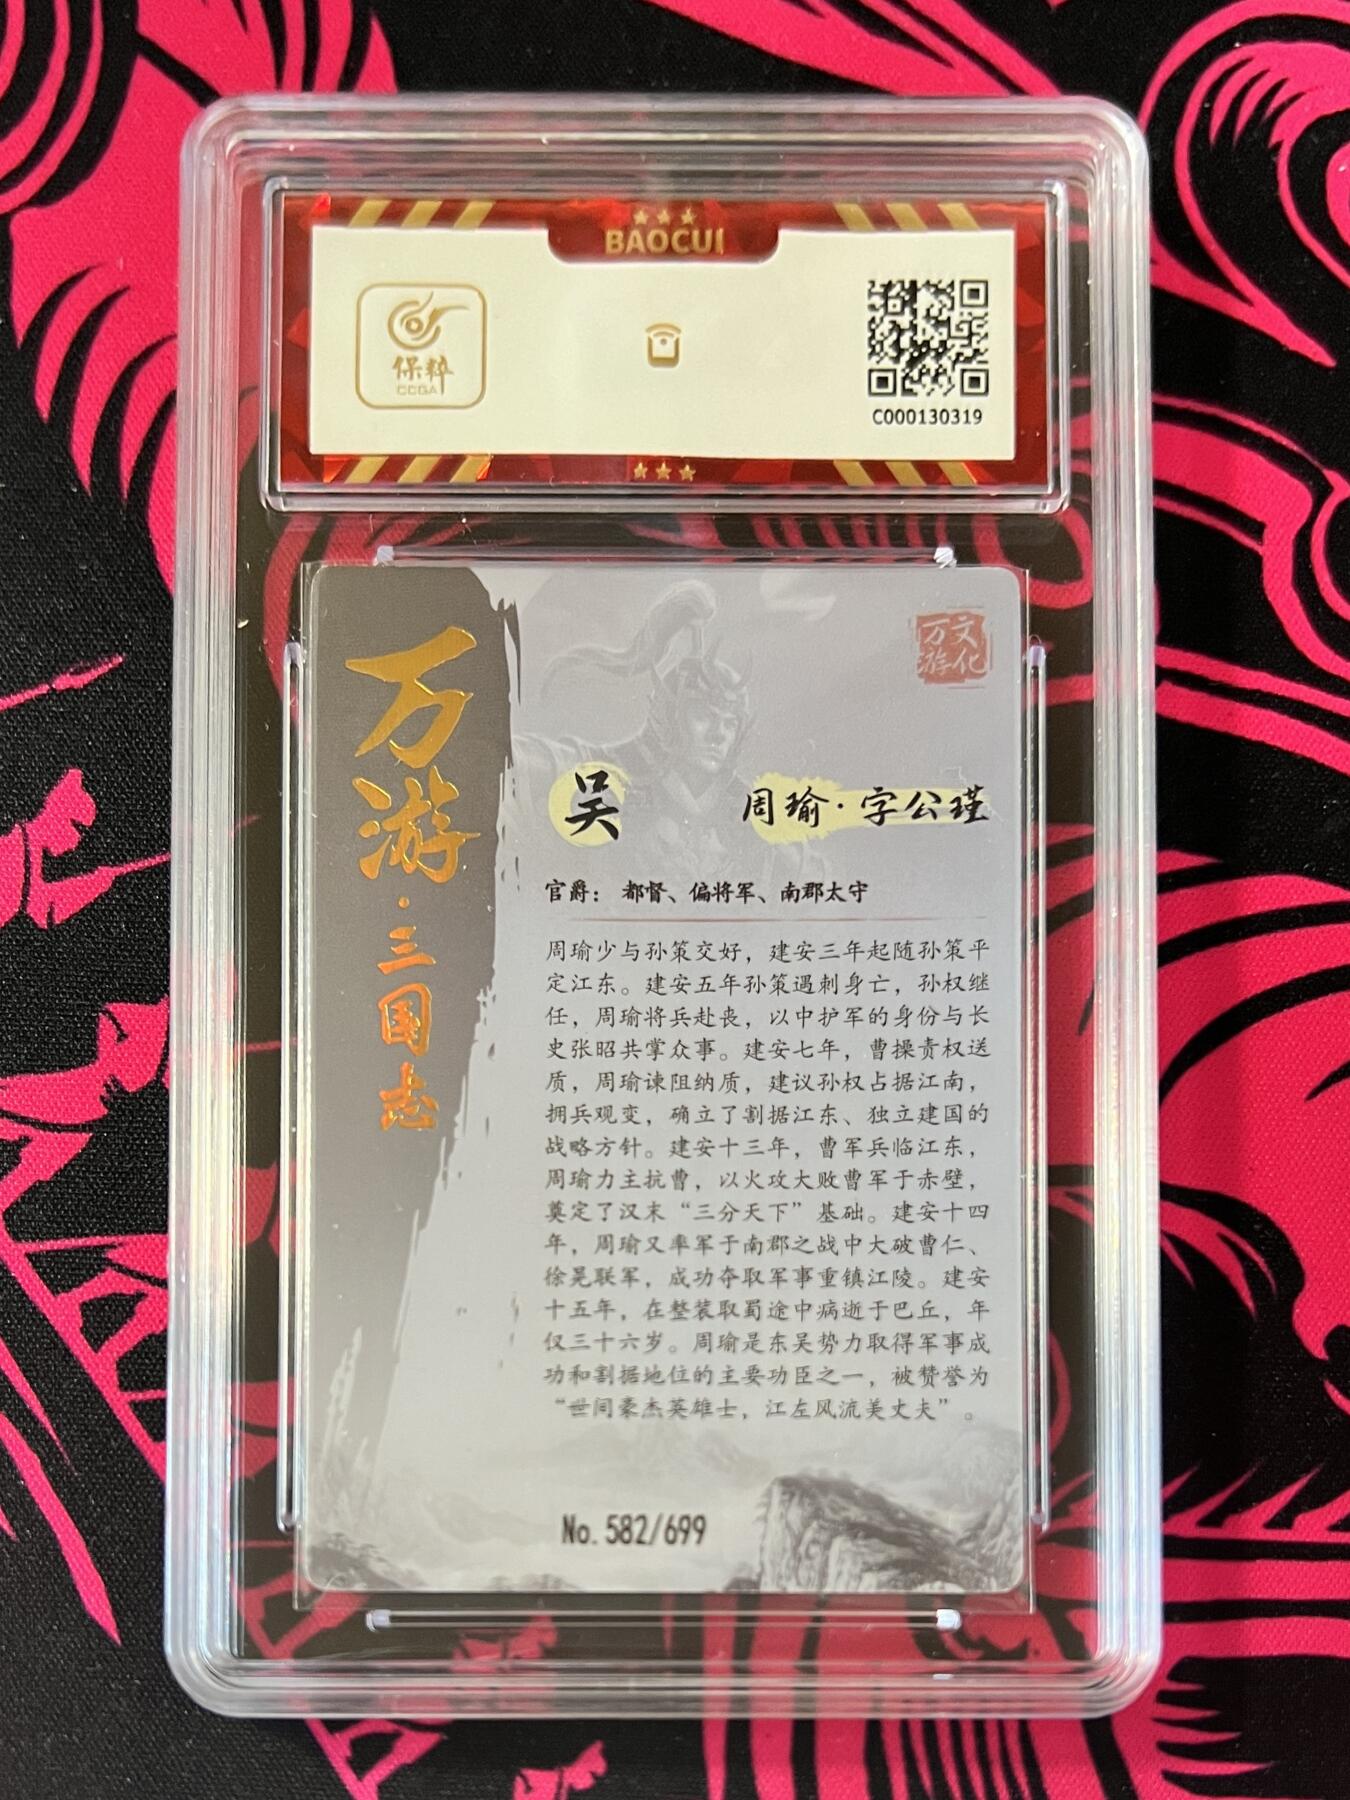 BAOCUI
保粹
CCGA
C000130319
万游·三国志
万游文化
吴
周瑜·字公瑾
官爵： 都督、偏将军、南郡太守
周瑜少与孙策交好，建安三年起随孙策平
定江东。建安五年孙策遇刺身亡，孙权继
任，周瑜将兵赴丧，以中护军的身份与长
史张昭共掌众事。建安七年，曹操责权送
质，周瑜谏阻纳质，建议孙权占据江南，
拥兵观变，确立了割据江东、独立建国的
战略方针。建安十三年，曹军兵临江东，
周瑜力主抗曹，以火攻大败曹军于赤壁，
奠定了汉末“三分天下”基础。建安十四
年，周瑜又率军于南郡之战中大破曹仁、
徐晃联军，成功夺取军事重镇江陵。建安
十五年，在整装取蜀途中病逝于巴丘，年
仅三十六岁。周瑜是东吴势力取得军事成
功和割据地位的主要功臣之一，被赞誉为
“世间豪杰英雄士，江左风流美丈夫”。
No. 582/699